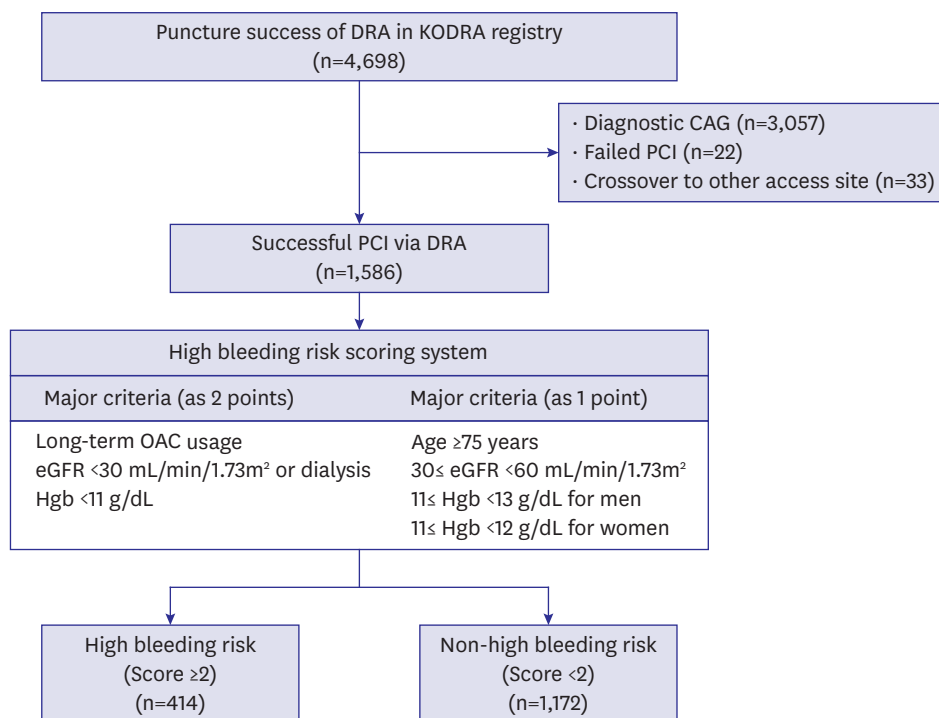 Puncture success of DRA in KODRA registry
(n=4,698)
· Diagnostic CAG (n=3,057)
· Failed PCI (n=22)
· Crossover to other access site (n=33)
Successful PCI via DRA
(n=1,586)
High bleeding risk scoring system
Major criteria (as 2 points)
Long-term OAC usage
eGFR <30 mL/min/1.73m² or dialysis
Hgb <11 g/dL
Major criteria (as 1 point)
Age ≥75 years
30≤ eGFR <60 mL/min/1.73m²
11≤ Hgb <13 g/dL for men
11≤ Hgb <12 g/dL for women
High bleeding risk
(Score ≥2)
(n=414)
Non-high bleeding risk
(Score <2)
(n=1,172)